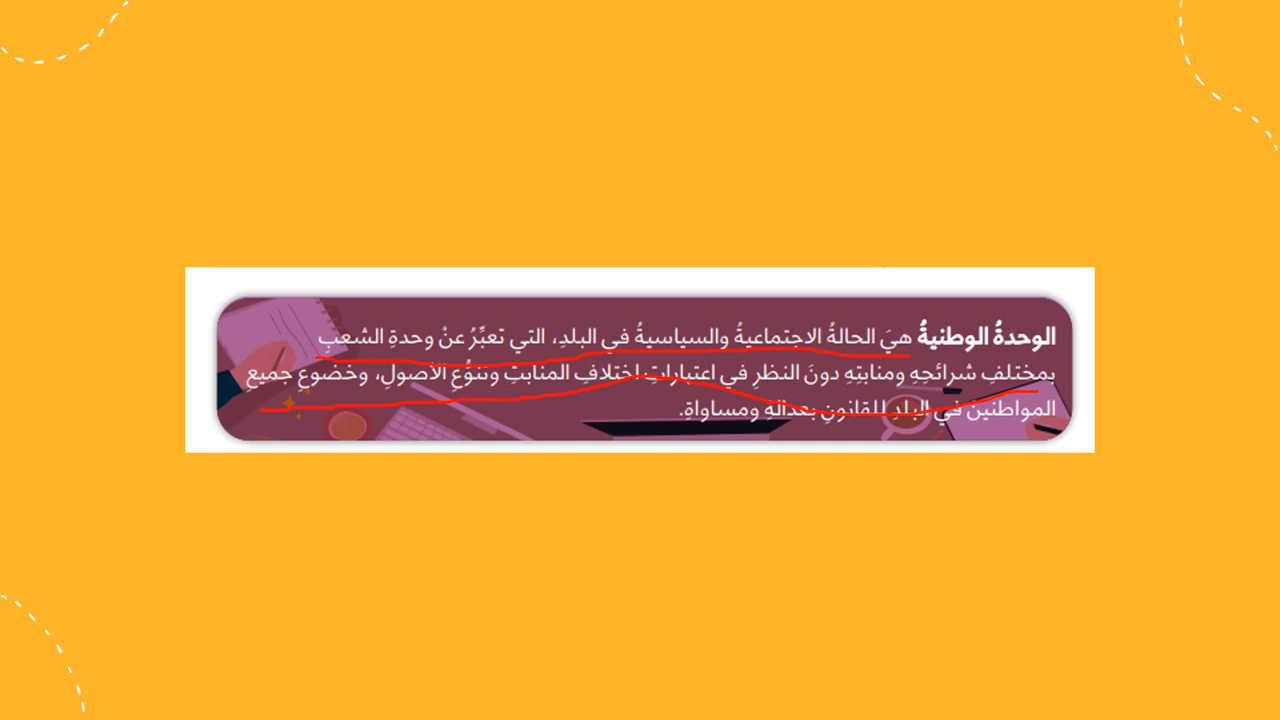 الوحدةُ الوطنيةُ هيَ الحالةُ الاجتماعيةُ والسياسيةُ في البلدِ، التي تعبِّرُ عنْ وحدةِ الشعبِ
بمختلفِ شرائحِهِ ومنابتِهِ دونَ النظرِ في اعتباراتِ اختلافِ المنابتِ وتنوُّعِ الأصولِ، وخضوعِ جميعِ
المواطنينَ في البلدِ للقانونِ بعدالةٍ ومساواةٍ.